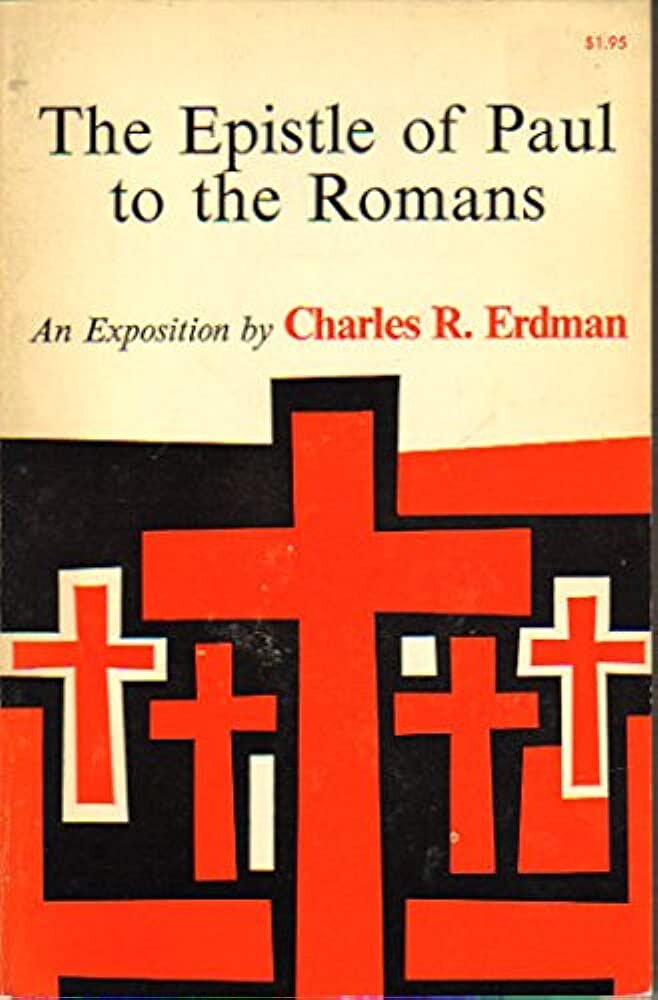 $1.95
The Epistle of Paul
to the Romans
An Exposition by Charles R. Erdman